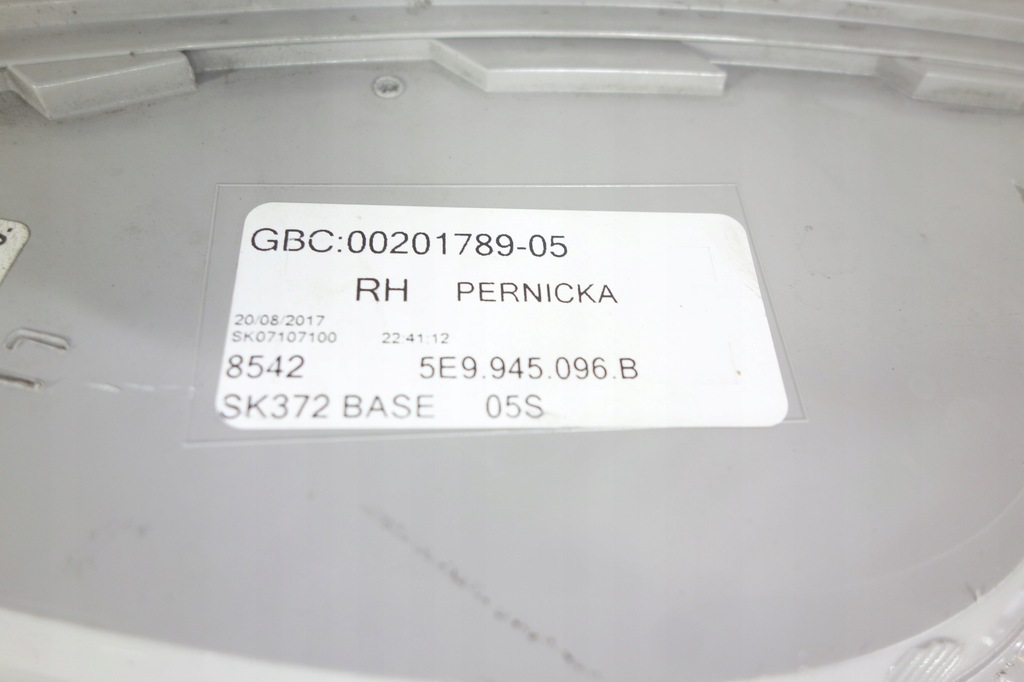 GBC:00201789-05
RH PERNICKA
20/08/2017
SK07107100 22:41:12
8542 5E9.945.096.B
SK372 BASE 05S